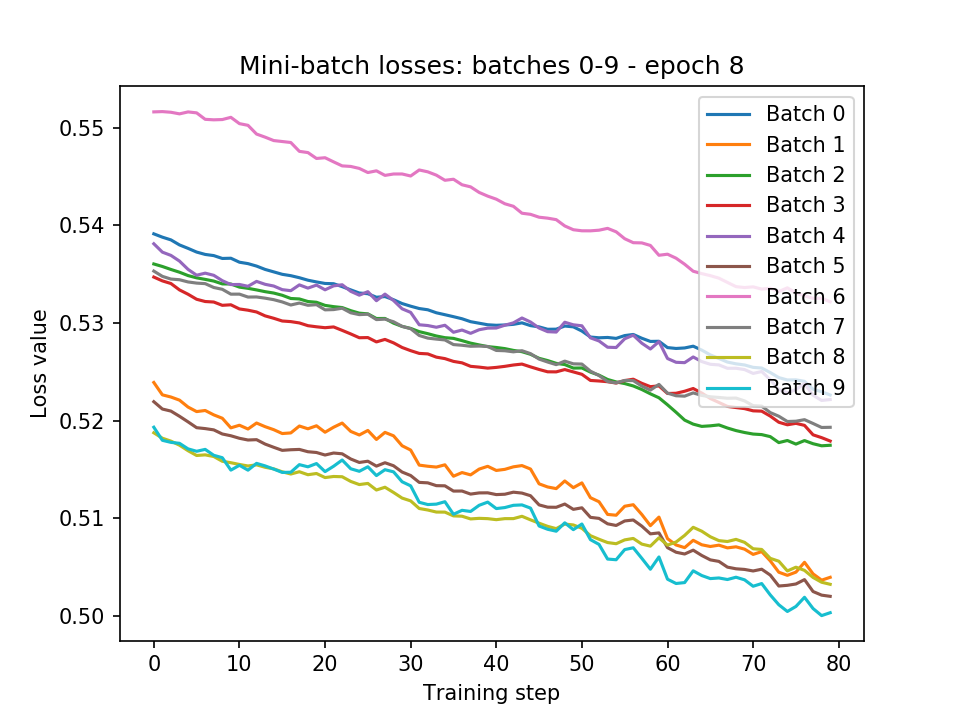 Mini-batch losses: batches 0-9 - epoch 8
Loss value
0.55
0.54
0.53
0.52
0.51
0.50
Batch 0
Batch 1
Batch 2
Batch 3
Batch 4
Batch 5
Batch 6
Batch 7
Batch 8
Batch 9
0 10 20 30 40 50 60 70 80
Training step